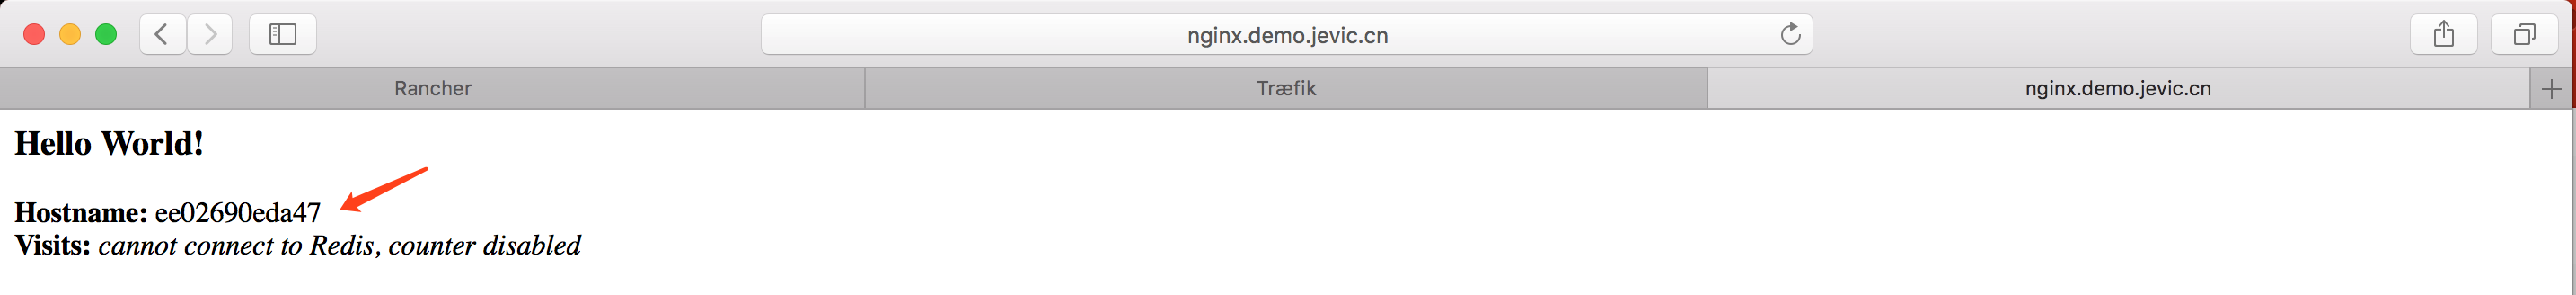 nginx.demo.jevic.cn
Rancher
Træfik
nginx.demo.jevic.cn
Hello World!
Hostname: ee02690eda47
Visits: cannot connect to Redis, counter disabled